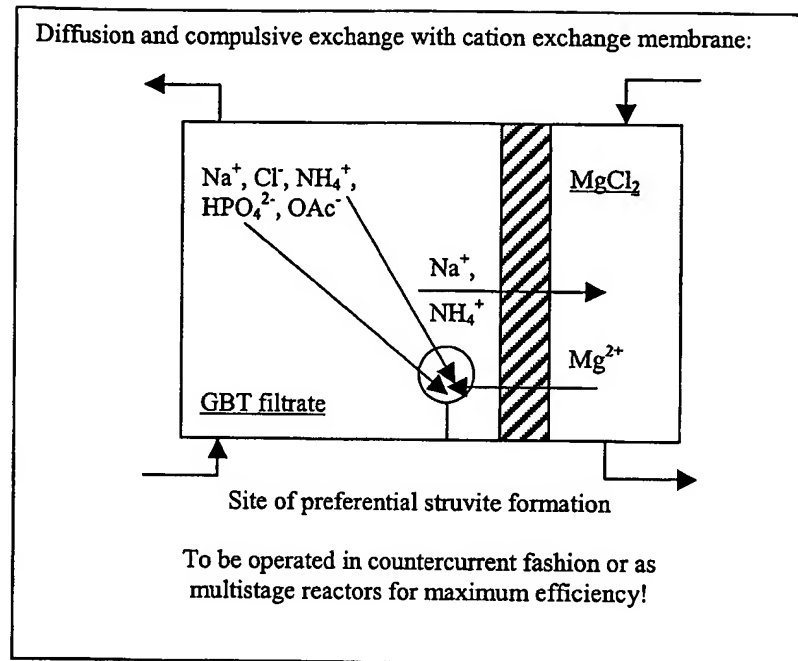 Diffusion and compulsive exchange with cation exchange membrane:
Na⁺, Cl⁻, NH₄⁺,
HPO₄²⁻, OAc⁻
MgCl₂
Na⁺,
NH₄⁺
Mg²⁺
GBT filtrate
Site of preferential struvite formation
To be operated in countercurrent fashion or as
multistage reactors for maximum efficiency!